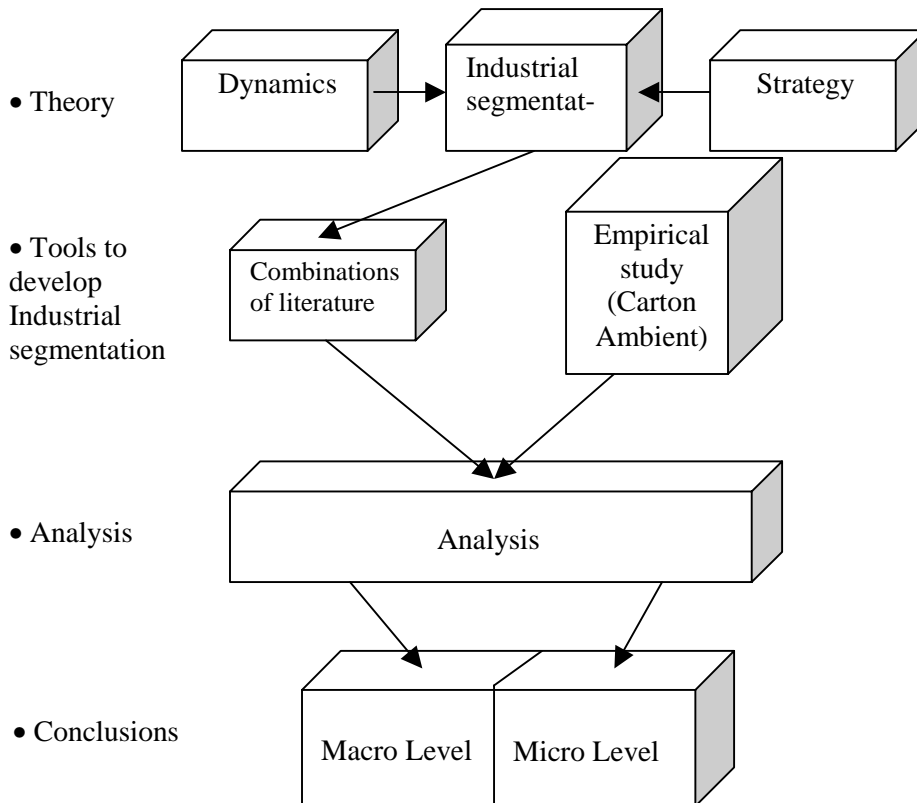 • Theory
Dynamics
Industrial
segmentat-
Strategy
• Tools to
develop
Industrial
segmentation
Combinations
of literature
Empirical
study
(Carton
Ambient)
• Analysis
Analysis
• Conclusions
Macro Level
Micro Level